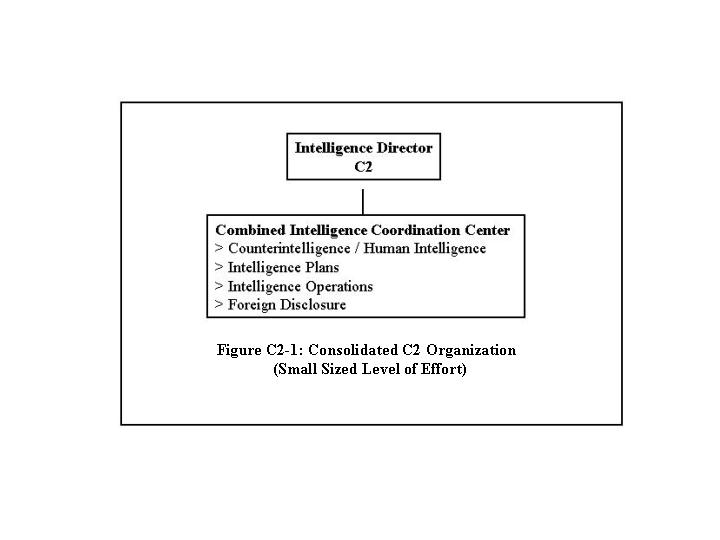 Intelligence Director
C2
Combined Intelligence Coordination Center
> Counterintelligence / Human Intelligence
> Intelligence Plans
> Intelligence Operations
> Foreign Disclosure
Figure C2-1: Consolidated C2 Organization
(Small Sized Level of Effort)